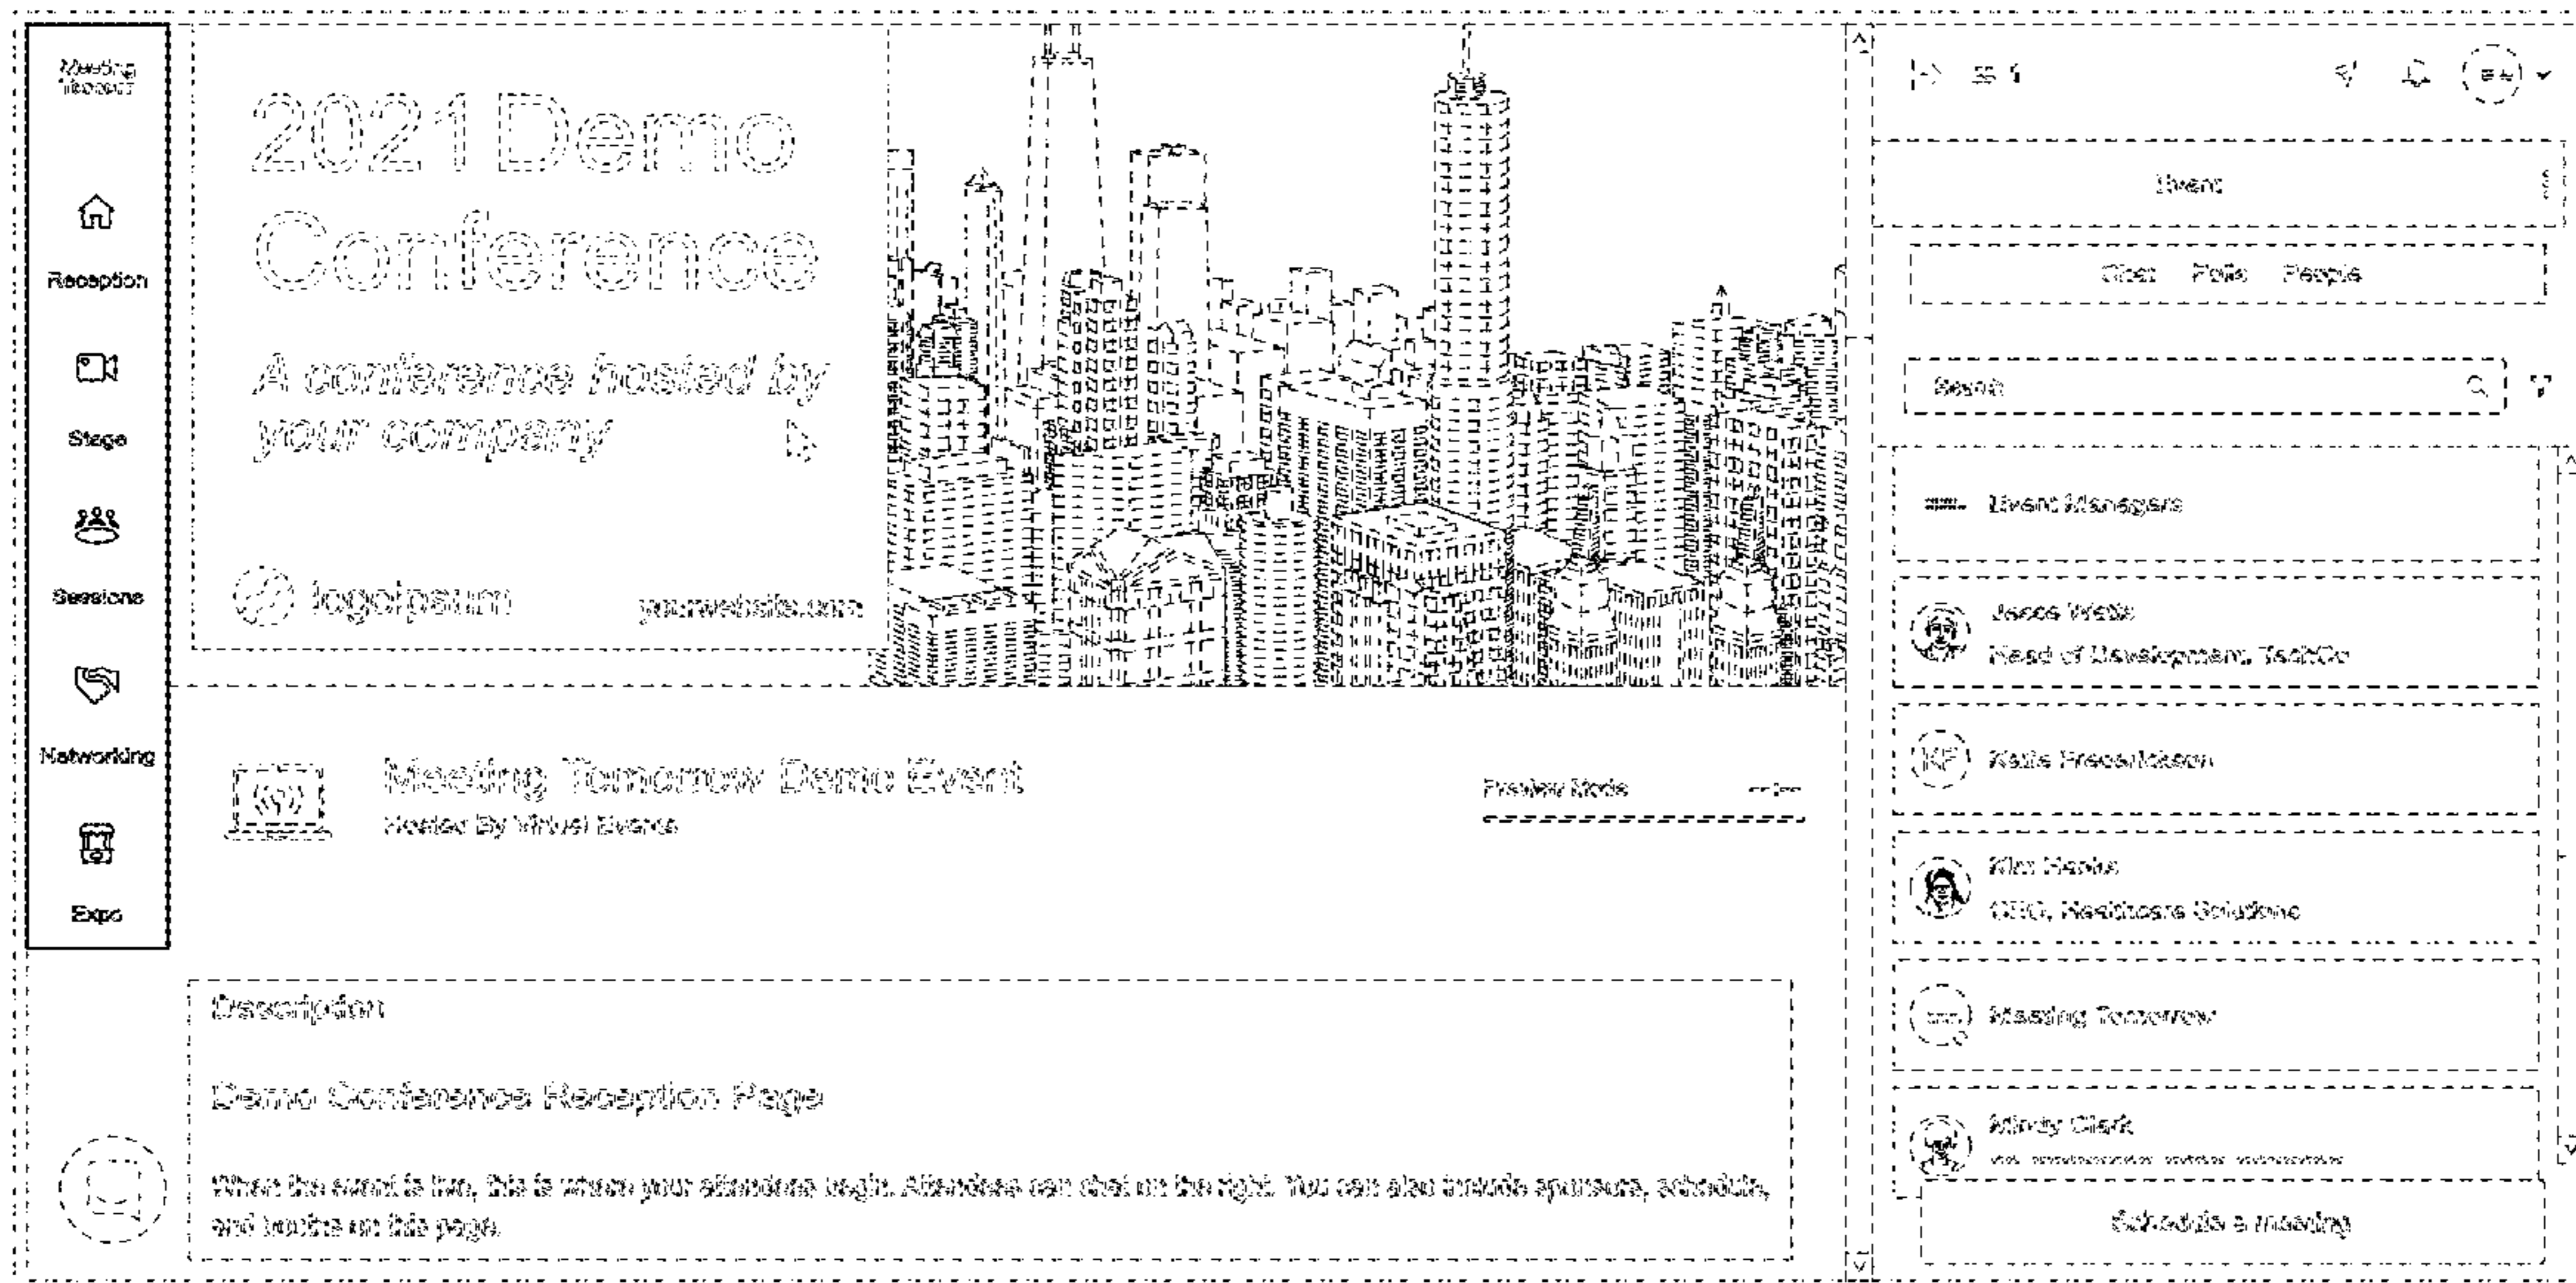 Meeting
Tomorrow
Reception
Stage
Sessions
Networking
Expo
2021 Demo
Conference
A conference hosted by
your company
logoipsum
yourwebsite.com
Meeting Tomorrow Demo Event
Hosted By Virtual Events
Preview Mode
Description
Demo Conference Reception Page
When the event is live, this is where your attendees begin. Attendees can chat on the right. You can also include sponsors, schedule,
and booths on this page.
Event
Chat Polls People
Search
Event Managers
Head of Development, TechCo
KF
Katie Frederickson
Kim Hanks
CEO, Healthcare Solutions
Meeting Tomorrow
Mindy Clark
Schedule a meeting